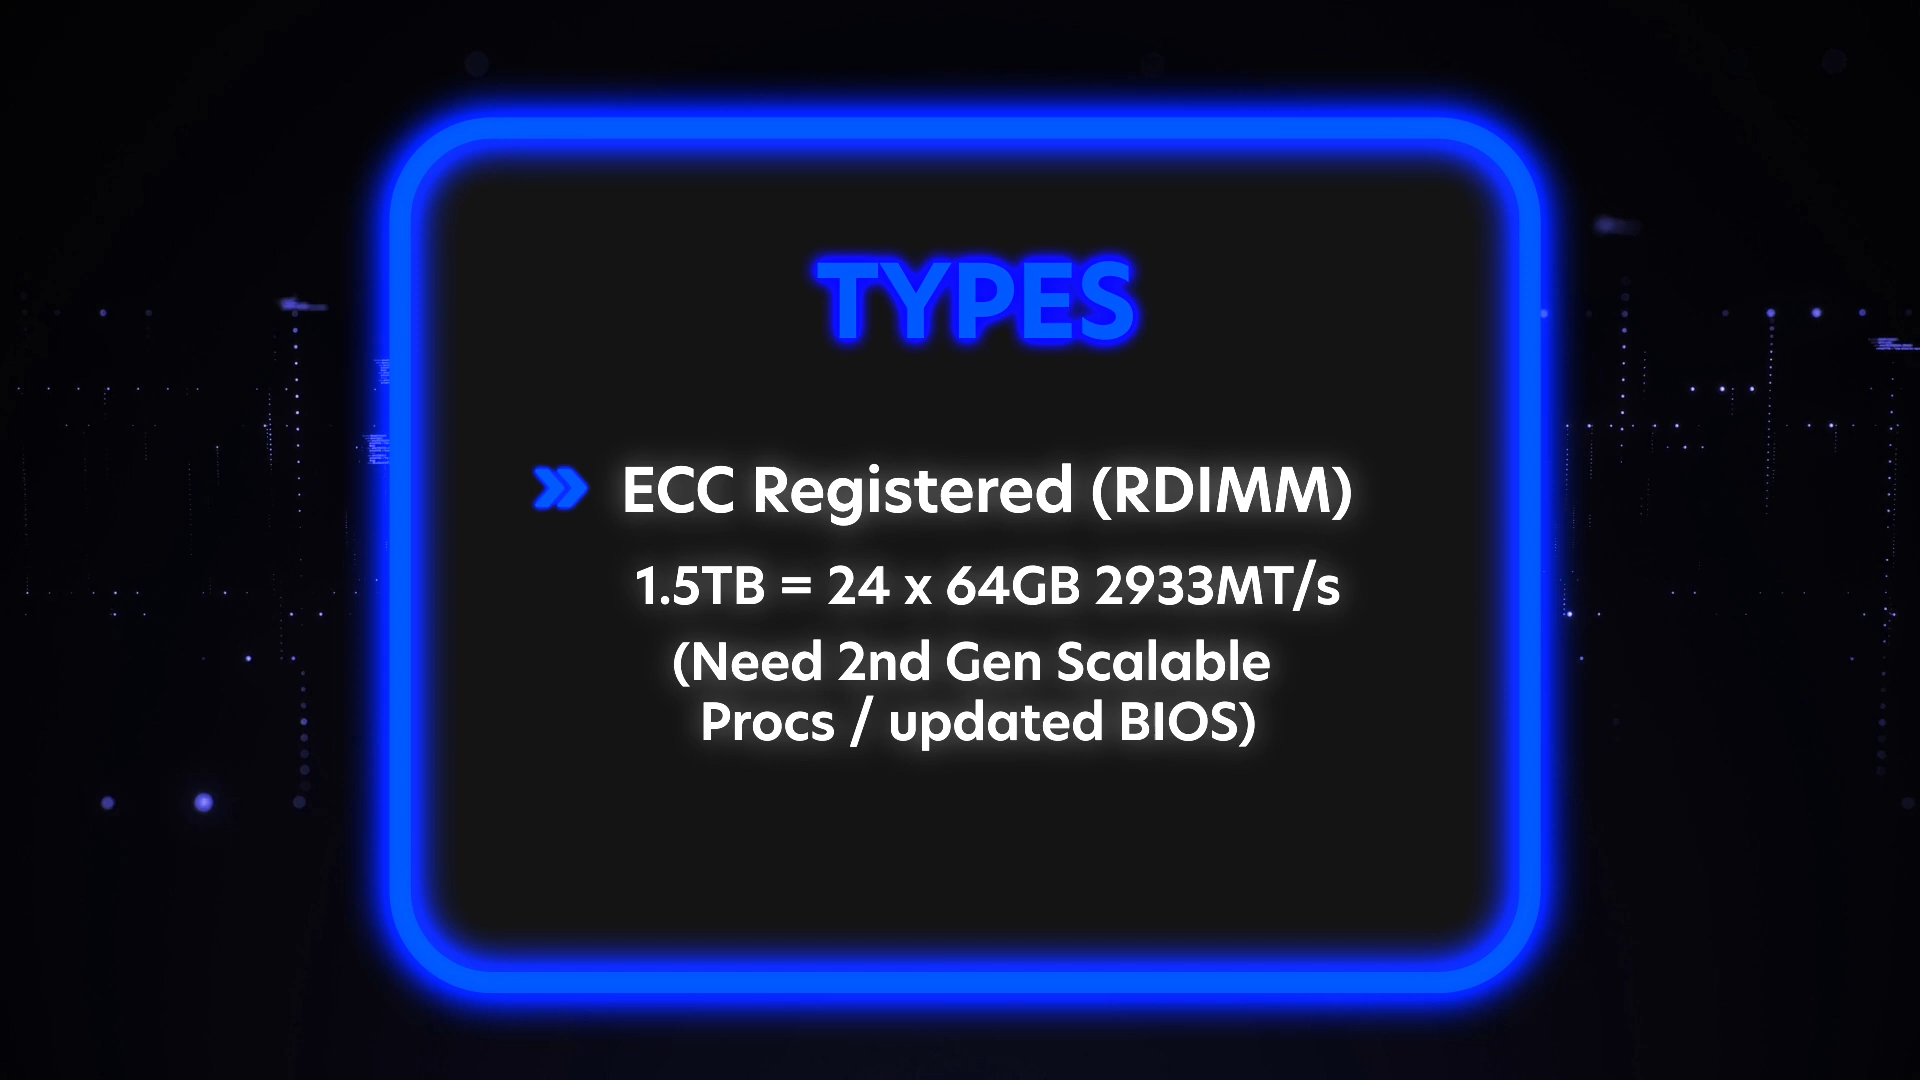 TYPES
» ECC Registered (RDIMM)
1.5TB = 24 x 64GB 2933MT/s
(Need 2nd Gen Scalable
Procs / updated BIOS)